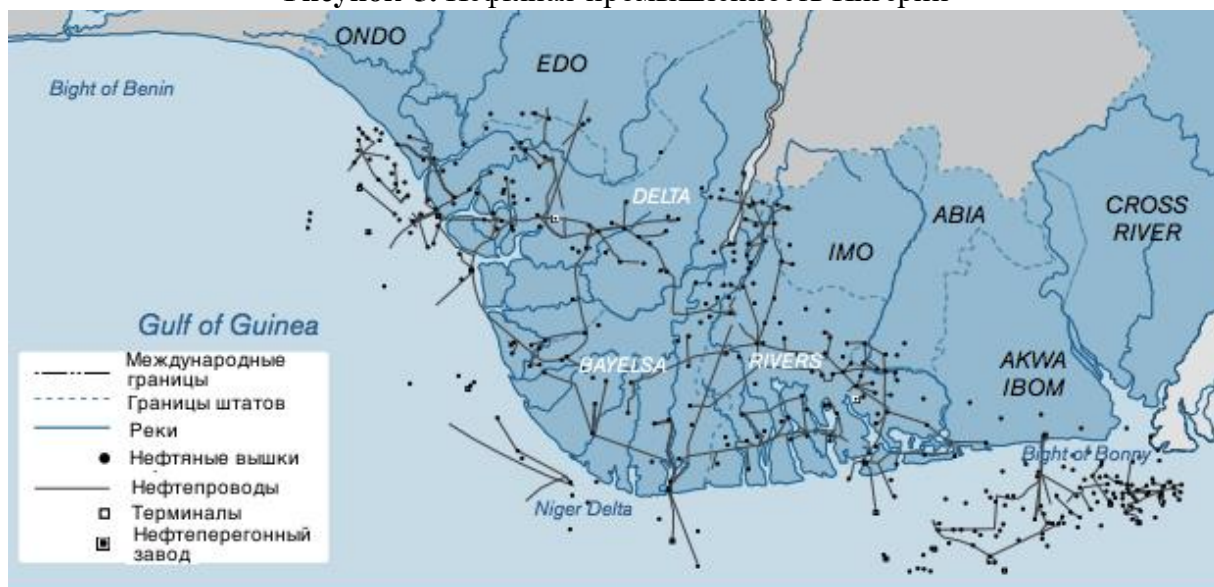 ONDO
EDO
Bight of Benin
DELTA
ABIA
CROSS
RIVER
IMO
Gulf of Guinea
BAYELSA
RIVERS
AKWA
IBOM
Bight of Bonny
Niger Delta
Международные
границы
Границы штатов
Реки
Нефтяные вышки
Нефтепроводы
Терминалы
Нефтеперегонный
завод